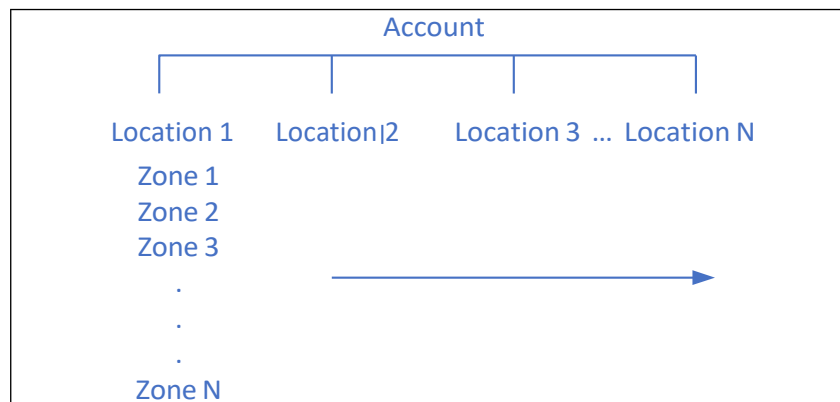 Account
Location 1 Location|2 Location 3 ... Location N
Zone 1
Zone 2
Zone 3
.
.
.
Zone N